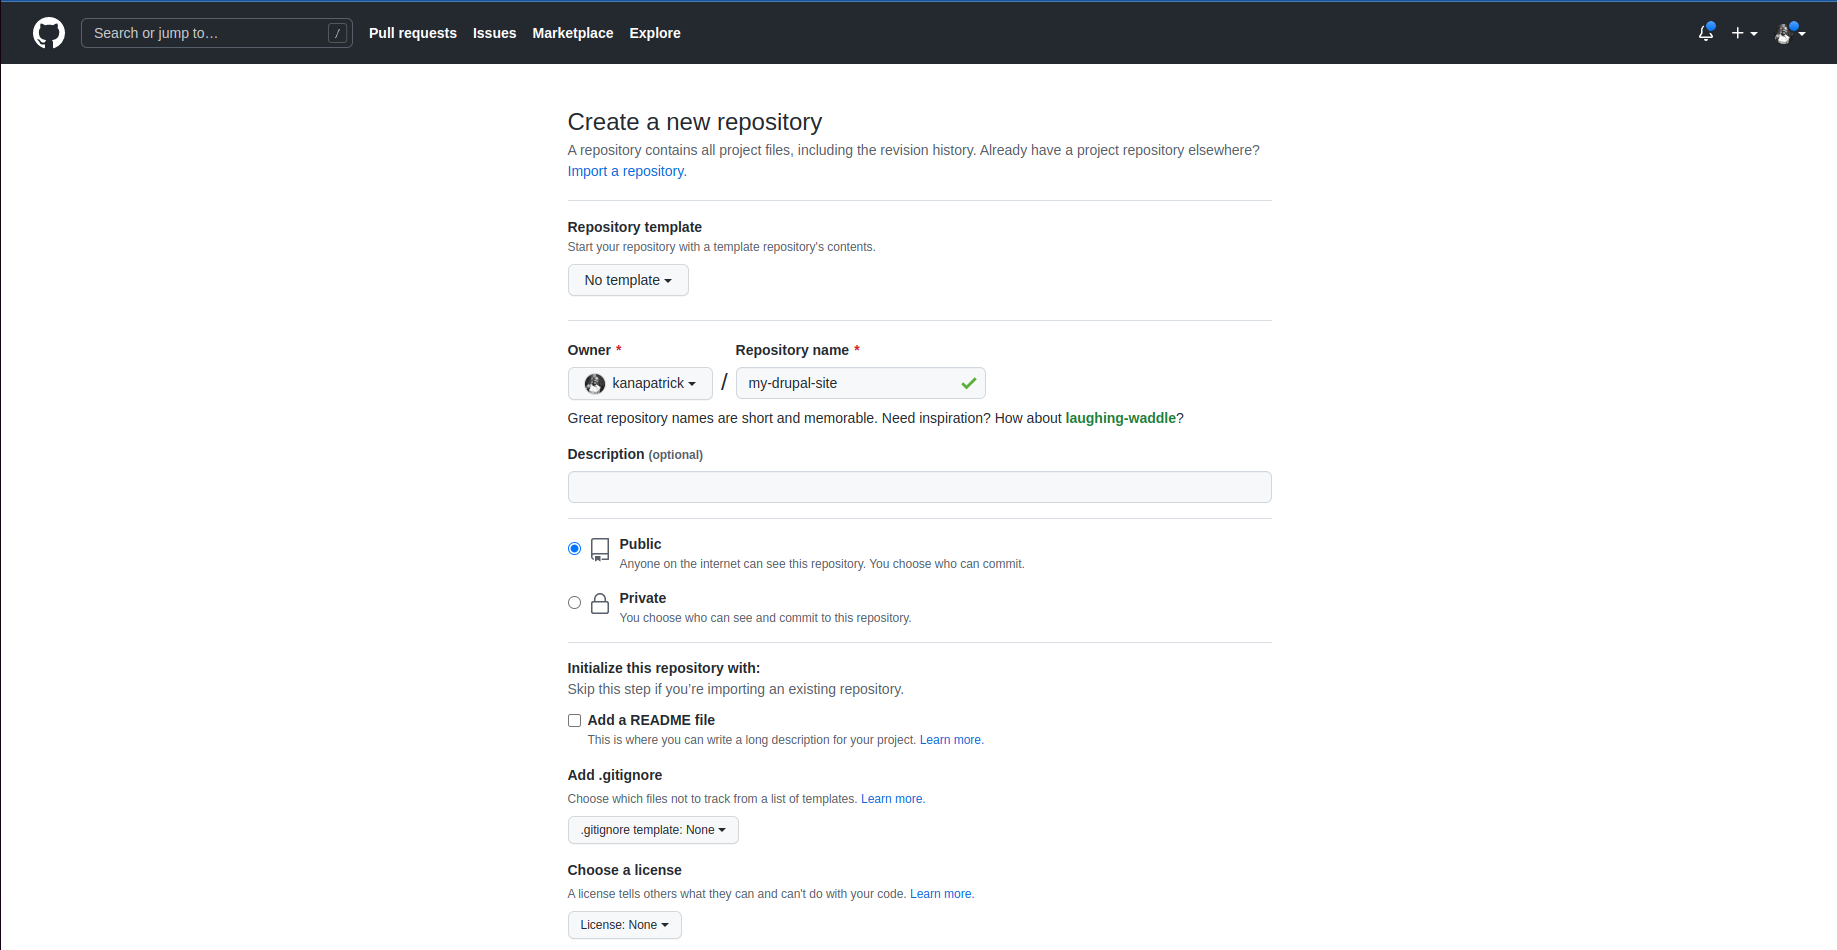 Search or jump to… /
Pull requests Issues Marketplace Explore
Create a new repository
A repository contains all project files, including the revision history. Already have a project repository elsewhere?
Import a repository.
Repository template
Start your repository with a template repository's contents.
No template
Owner * Repository name *
kanapatrick / my-drupal-site
Great repository names are short and memorable. Need inspiration? How about laughing-waddle?
Description (optional)
Public
Anyone on the internet can see this repository. You choose who can commit.
Private
You choose who can see and commit to this repository.
Initialize this repository with:
Skip this step if you’re importing an existing repository.
Add a README file
This is where you can write a long description for your project. Learn more.
Add .gitignore
Choose which files not to track from a list of templates. Learn more.
.gitignore template: None
Choose a license
A license tells others what they can and can't do with your code. Learn more.
License: None